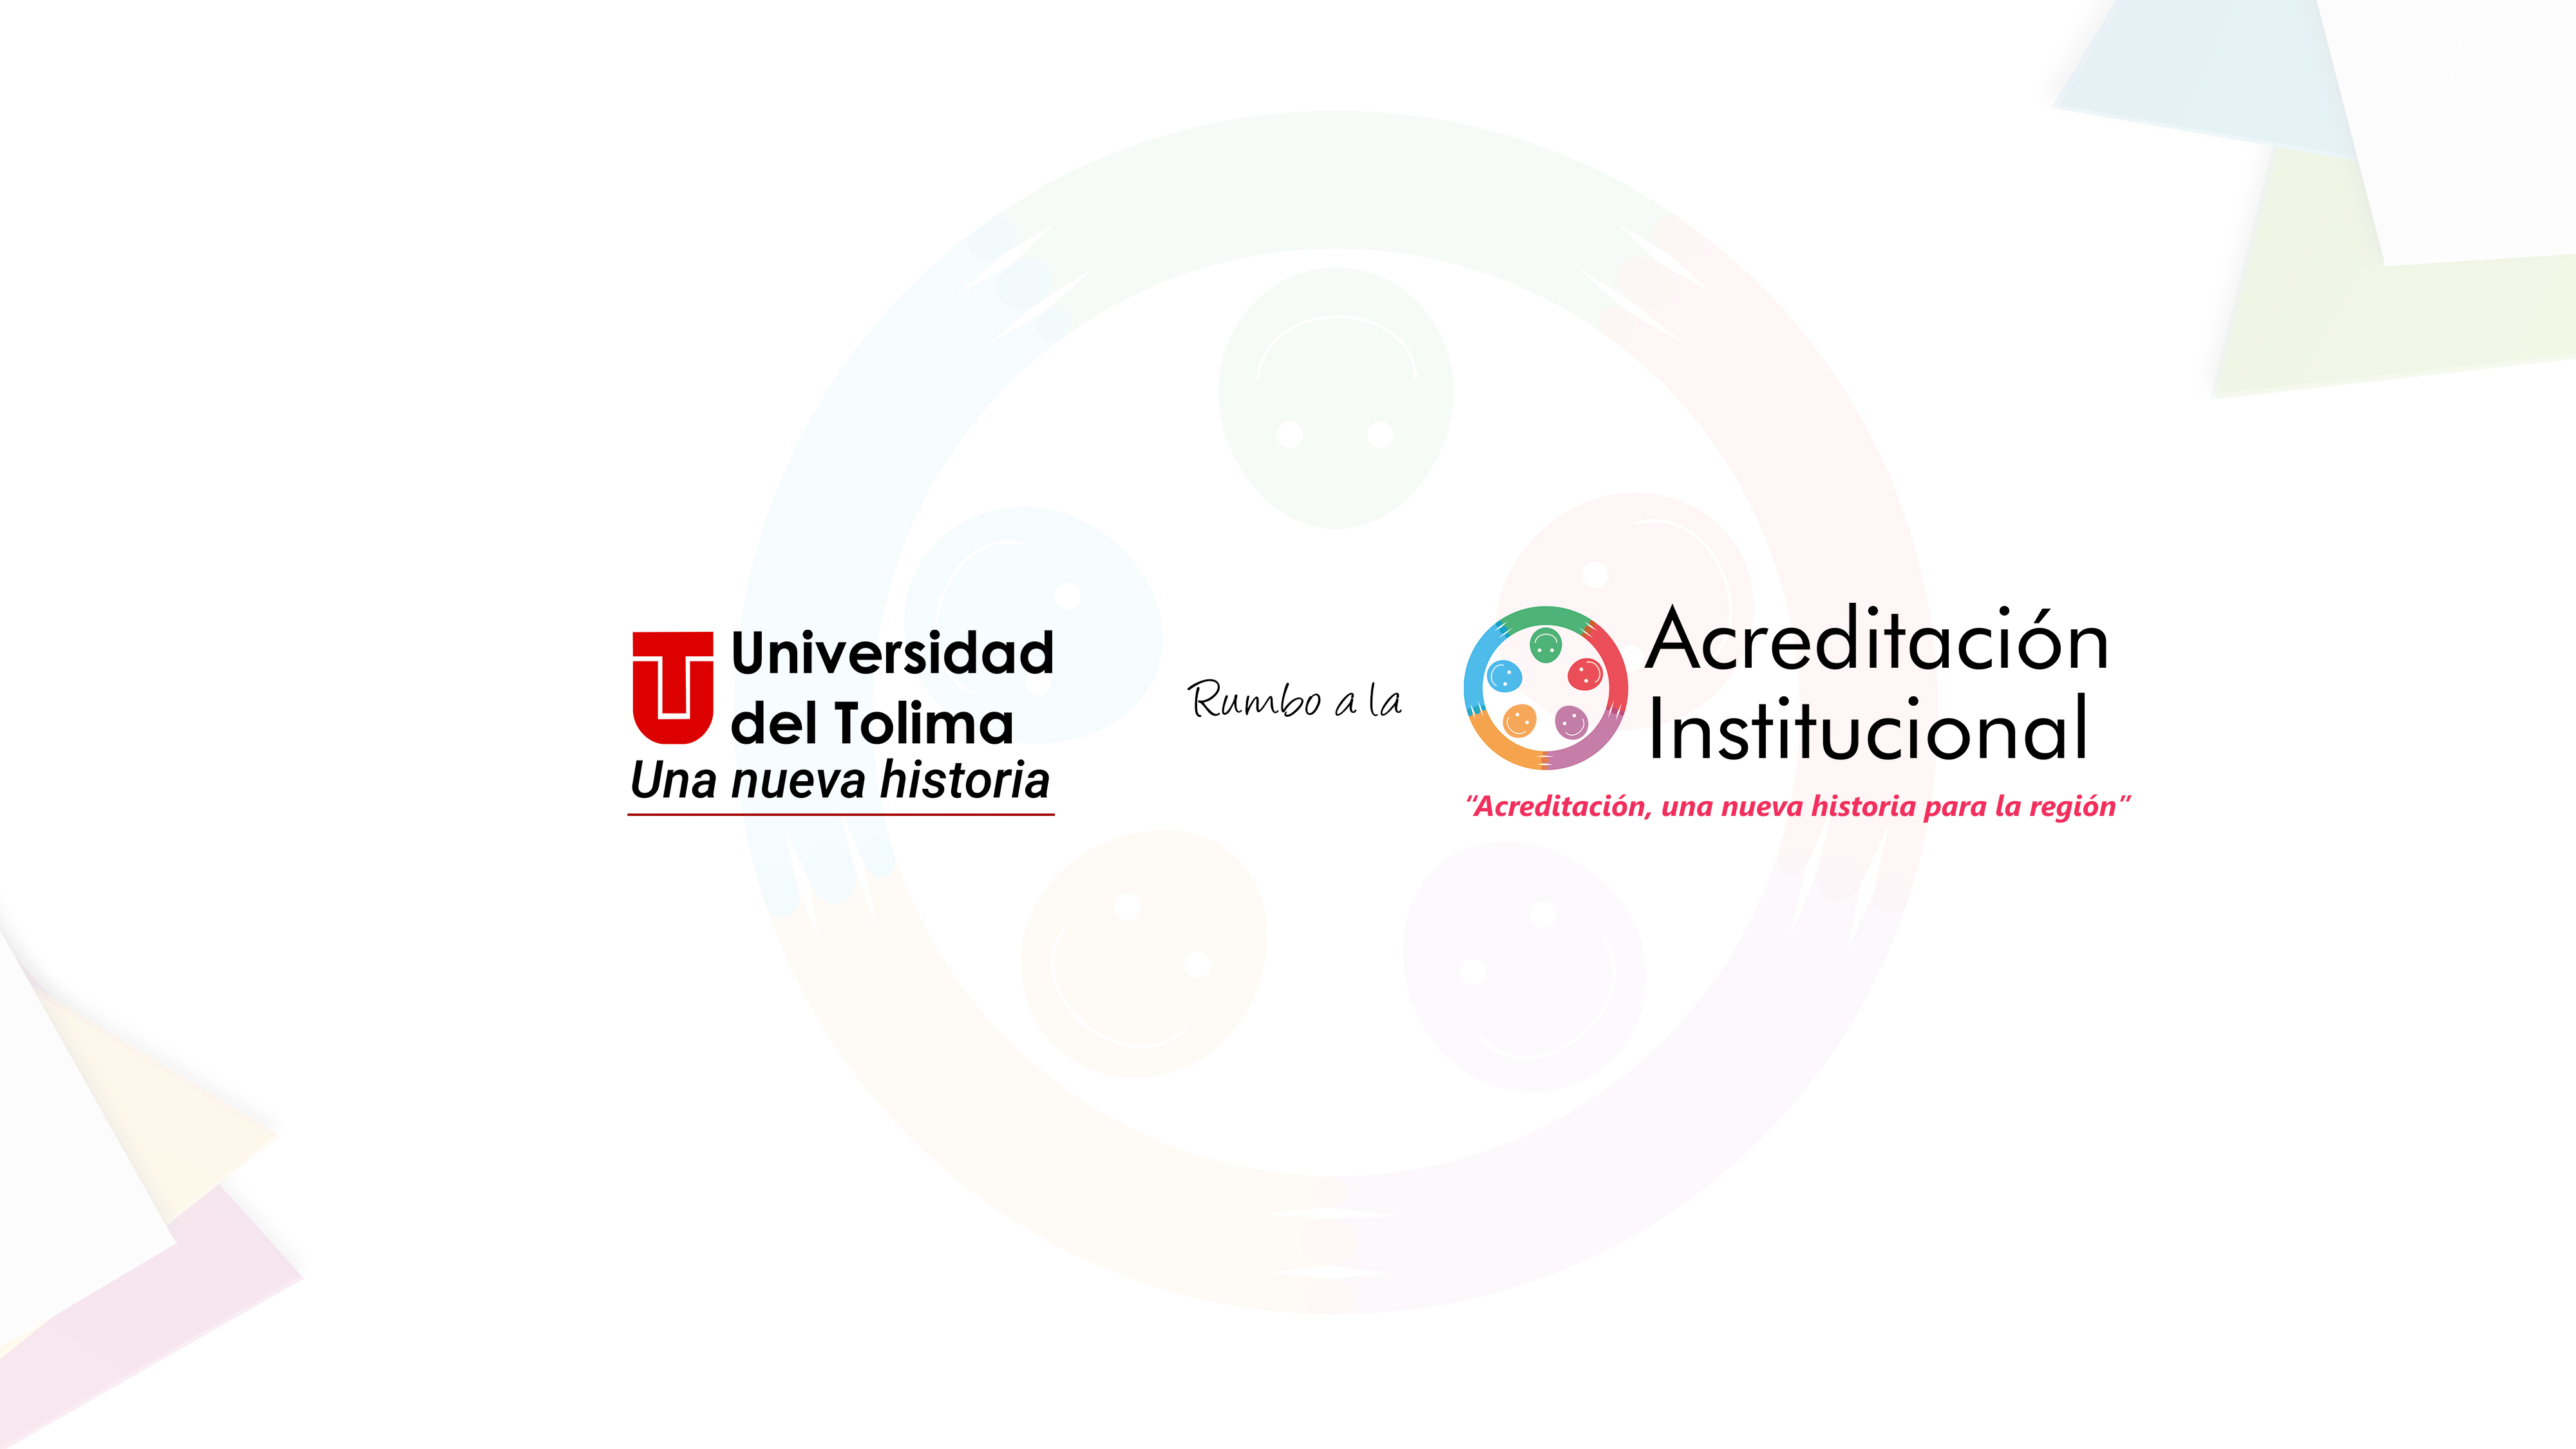 Universidad
del Tolima
Una nueva historia
Rumbo a la
Acreditación
Institucional
“Acreditación, una nueva historia para la región”